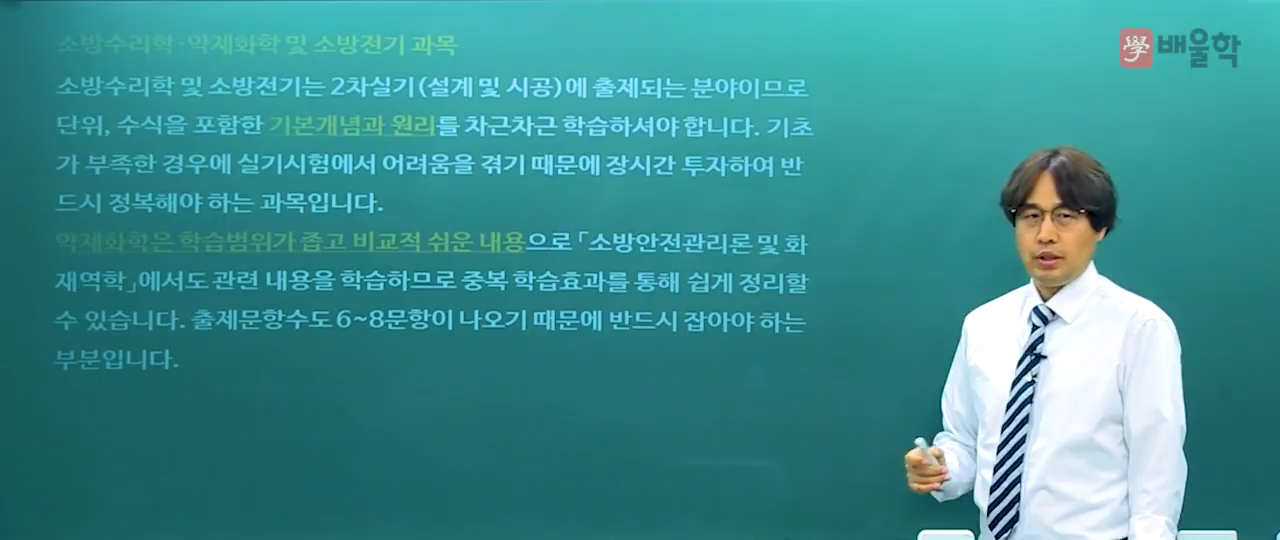 소방수리학·약제화학 및 소방전기 과목
學 배울학
소방수리학 및 소방전기는 2차실기(설계 및 시공)에 출제되는 분야이므로
단위, 수식을 포함한 기본개념과 원리를 차근차근 학습하셔야 합니다. 기초
가 부족한 경우에 실기시험에서 어려움을 겪기 때문에 장시간 투자하여 반
드시 정복해야 하는 과목입니다.
약제화학은 학습범위가 좁고 비교적 쉬운 내용으로 「소방안전관리론 및 화
재역학」에서도 관련 내용을 학습하므로 중복 학습효과를 통해 쉽게 정리할
수 있습니다. 출제문항수도 6~8문항이 나오기 때문에 반드시 잡아야 하는
부분입니다.